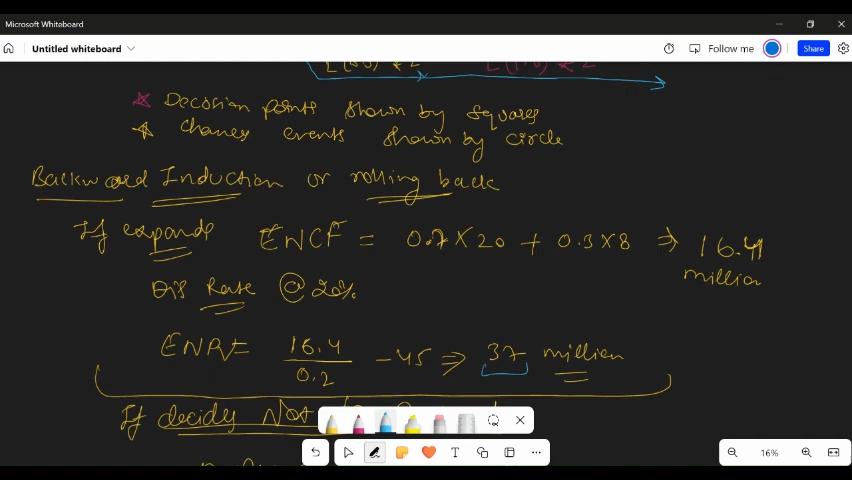 Microsoft Whiteboard
Untitled whiteboard
Follow me
Share
Decision points shown by squares
chances events shown by circle
Backward Induction or rolling back
If expands ENCF = 0.7 × 20 + 0.3 × 8 ⇒ 16.4 million
Dis Rate @ 20%
ENPV = 16.4 / 0.2 - 45 ⇒ 37 million
If decidy Not
16%